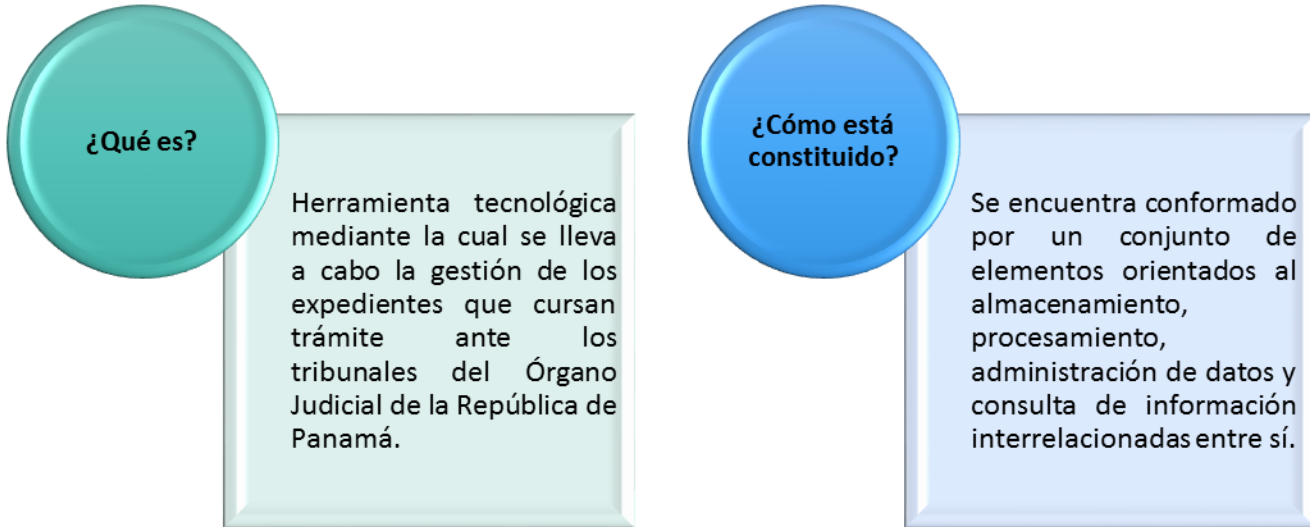 ¿Qué es?
Herramienta tecnológica
mediante la cual se lleva
a cabo la gestión de los
expedientes que cursan
trámite ante los
tribunales del Órgano
Judicial de la República de
Panamá.
¿Cómo está
constituido?
Se encuentra conformado
por un conjunto de
elementos orientados al
almacenamiento,
procesamiento,
administración de datos y
consulta de información
interrelacionadas entre sí.